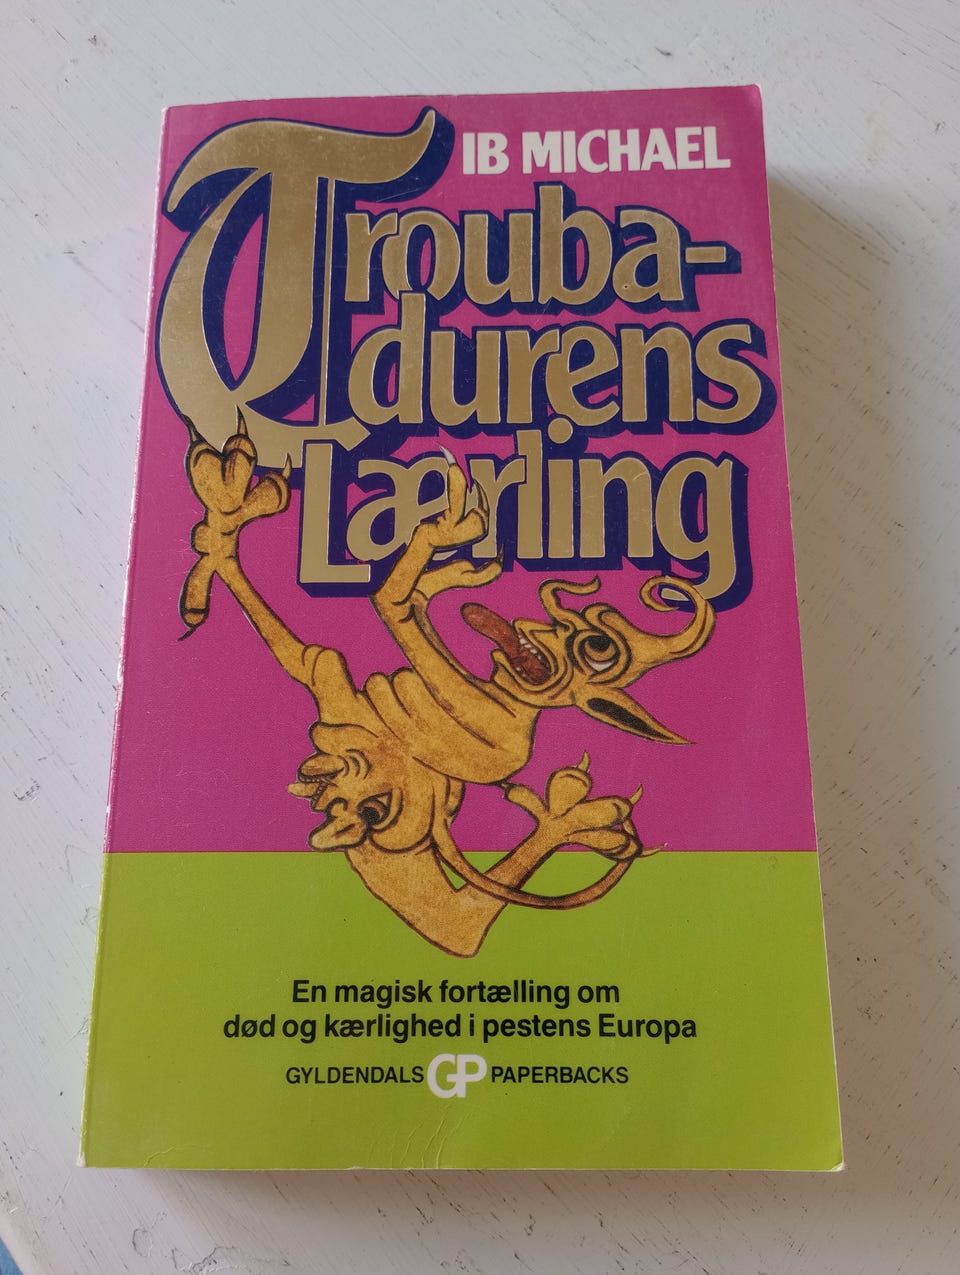 IB MICHAEL
Trouba-
durens
Lærling
En magisk fortælling om
død og kærlighed i pestens Europa
GYLDENDALS GP PAPERBACKS